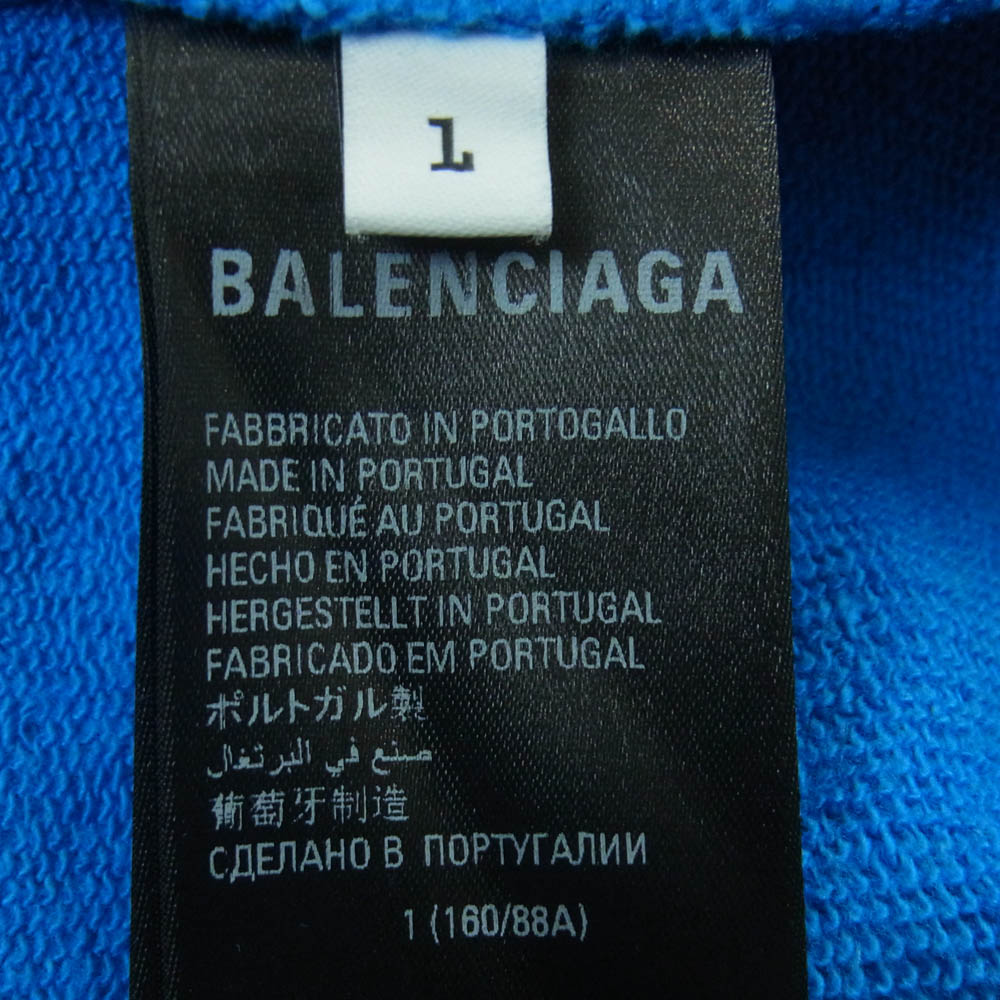 1
BALENCIAGA
FABBRICATO IN PORTOGALLO
MADE IN PORTUGAL
FABRIQUÉ AU PORTUGAL
HECHO EN PORTUGAL
HERGESTELLT IN PORTUGAL
FABRICADO EM PORTUGAL
ポルトガル製
صنع في البرتغال
葡萄牙制造
СДЕЛАНО В ПОРТУГАЛИИ
1 (160/88A)